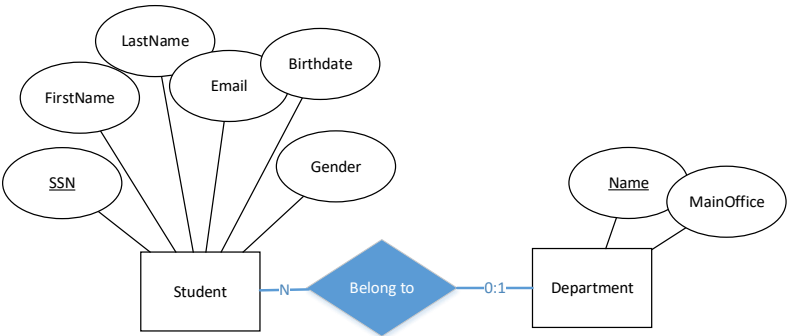 LastName
Birthdate
Email
FirstName
Gender
SSN
Name
MainOffice
Student
N
Belong to
0:1
Department